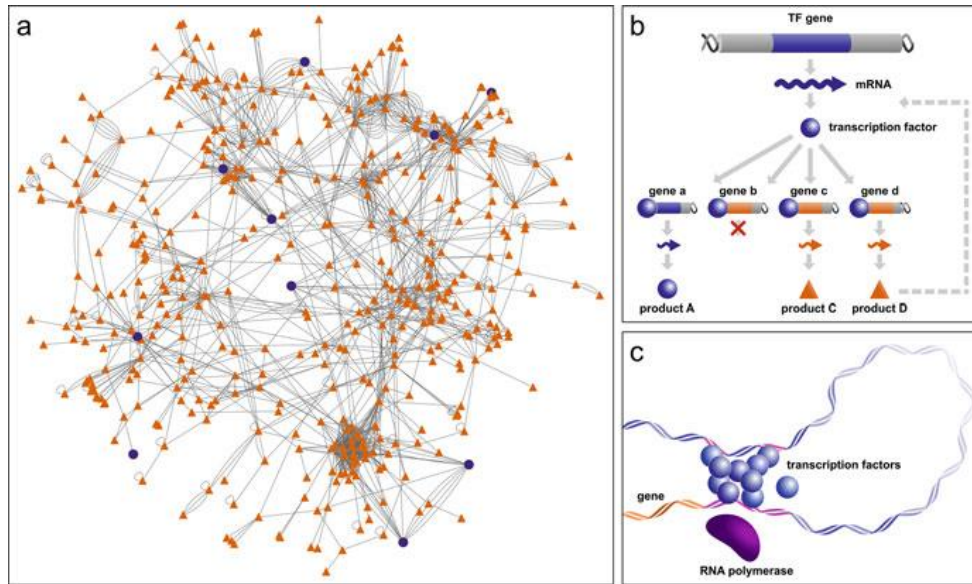 a
b
TF gene
mRNA
transcription factor
gene a gene b gene c gene d
product A product C product D
c
transcription factors
gene
RNA polymerase